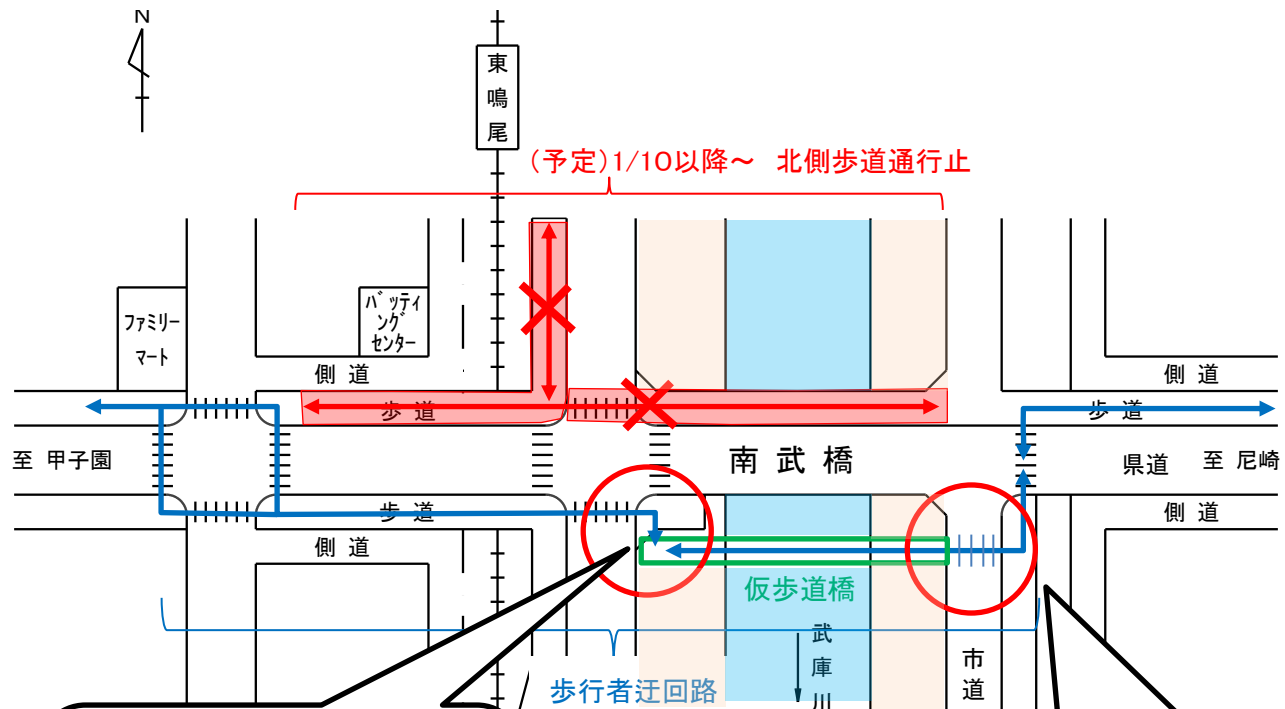 N
東鳴尾
(予定)1/10以降～ 北側歩道通行止
ファミリー
マート
バッティ
ング
センター
側 道
側 道
歩 道
歩 道
至 甲子園
南 武 橋
県道
至 尼崎
歩 道
側 道
側 道
仮歩道橋
武庫川
市道
歩行者迂回路